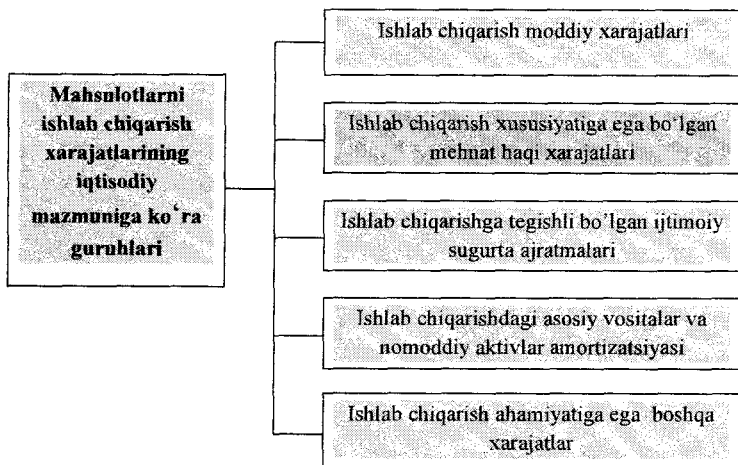 Mahsulotlarni
ishlab chiqarish
xarajatlarining
iqtisodiy
mazmuniga ko‘ra
guruhlari
Ishlab chiqarish moddiy xarajatlari
Ishlab chiqarish xususiyatiga ega bo‘lgan
mehnat haqi xarajatlari
Ishlab chiqarishga tegishli bo‘lgan ijtimoiy
sugurta ajratmalari
Ishlab chiqarishdagi asosiy vositalar va
nomoddiy aktivlar amortizatsiyasi
Ishlab chiqarish ahamiyatiga ega boshqa
xarajatlar